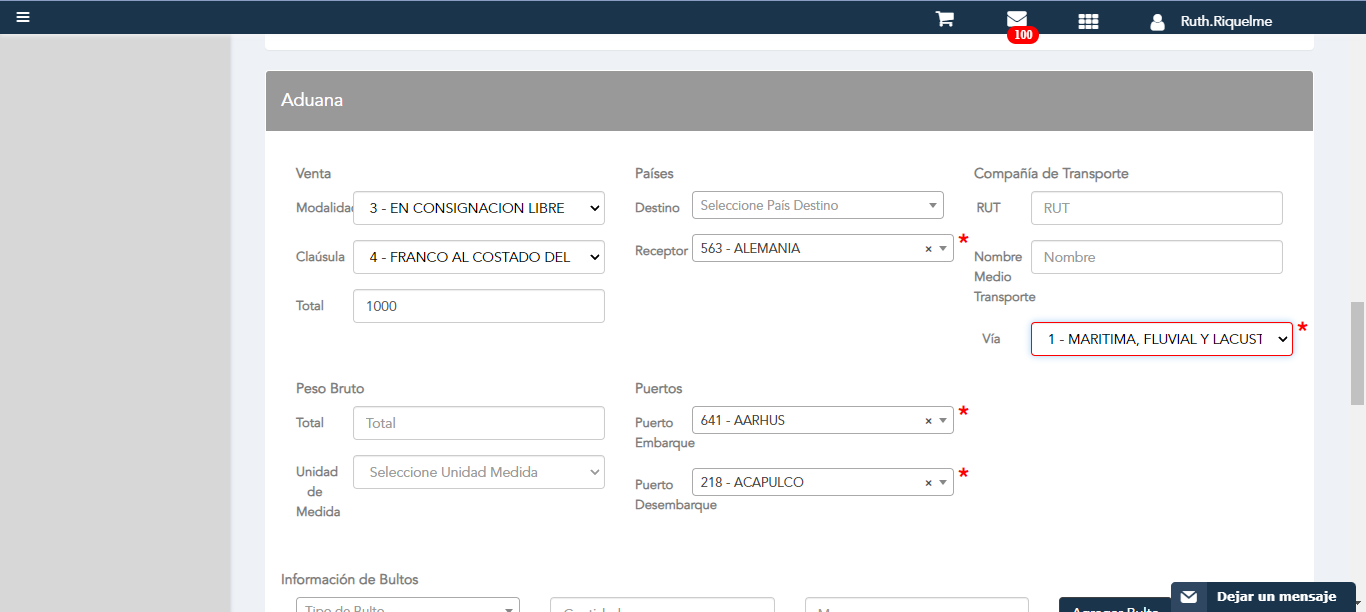 100
Ruth.Riquelme
Aduana
Venta
Modalidad
3 - EN CONSIGNACION LIBRE
Claúsula
4 - FRANCO AL COSTADO DEL
Total
1000
Países
Destino
Seleccione País Destino
Receptor
563 - ALEMANIA
× 
*
Compañía de Transporte
RUT
RUT
Nombre
Medio
Transporte
Nombre
Vía
1 - MARITIMA, FLUVIAL Y LACUST
*
Peso Bruto
Total
Total
Unidad
de
Medida
Seleccione Unidad Medida
Puertos
Puerto
Embarque
641 - AARHUS
×
*
Puerto
Desembarque
218 - ACAPULCO
×
*
Información de Bultos
Tipo de Bulto
Cantidad
Agregar Bulto
Dejar un mensaje